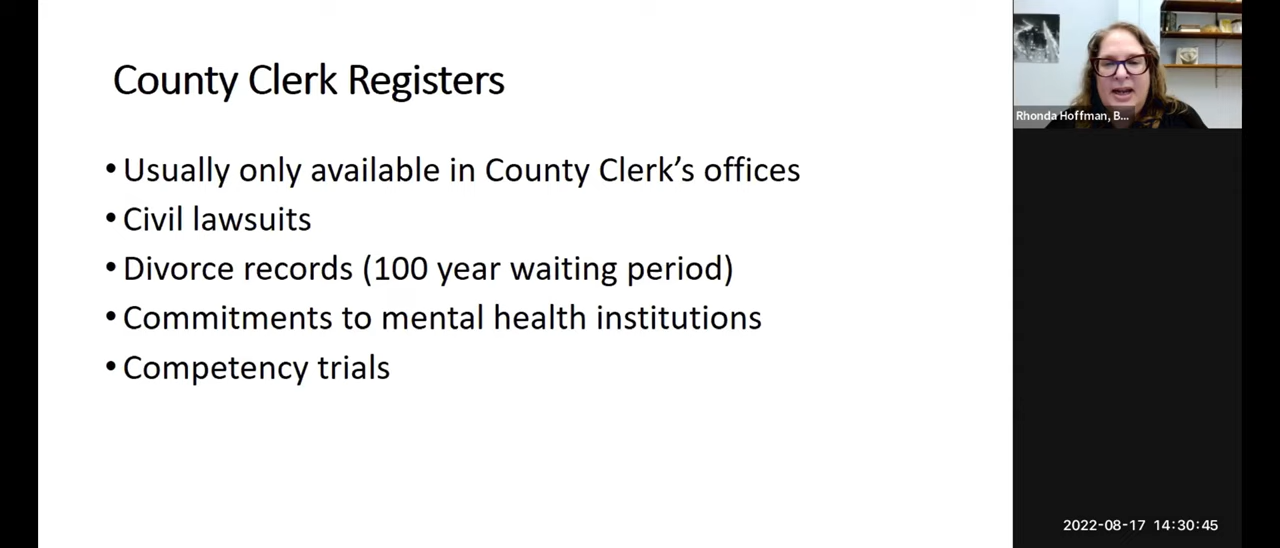 County Clerk Registers
• Usually only available in County Clerk’s offices
• Civil lawsuits
• Divorce records (100 year waiting period)
• Commitments to mental health institutions
• Competency trials
Rhonda Hoffman, B...
2022-08-17 14:30:45